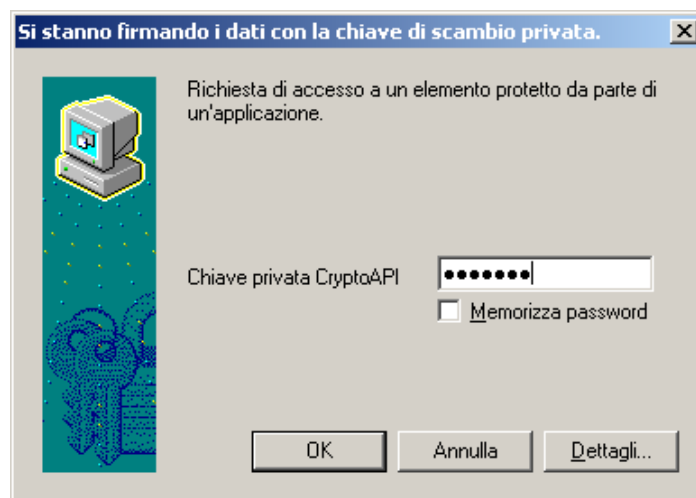 Si stanno firmando i dati con la chiave di scambio privata.
Richiesta di accesso a un elemento protetto da parte di
un'applicazione.
Chiave privata CryptoAPI
●●●●●●●
Memorizza password
OK
Annulla
Dettagli...